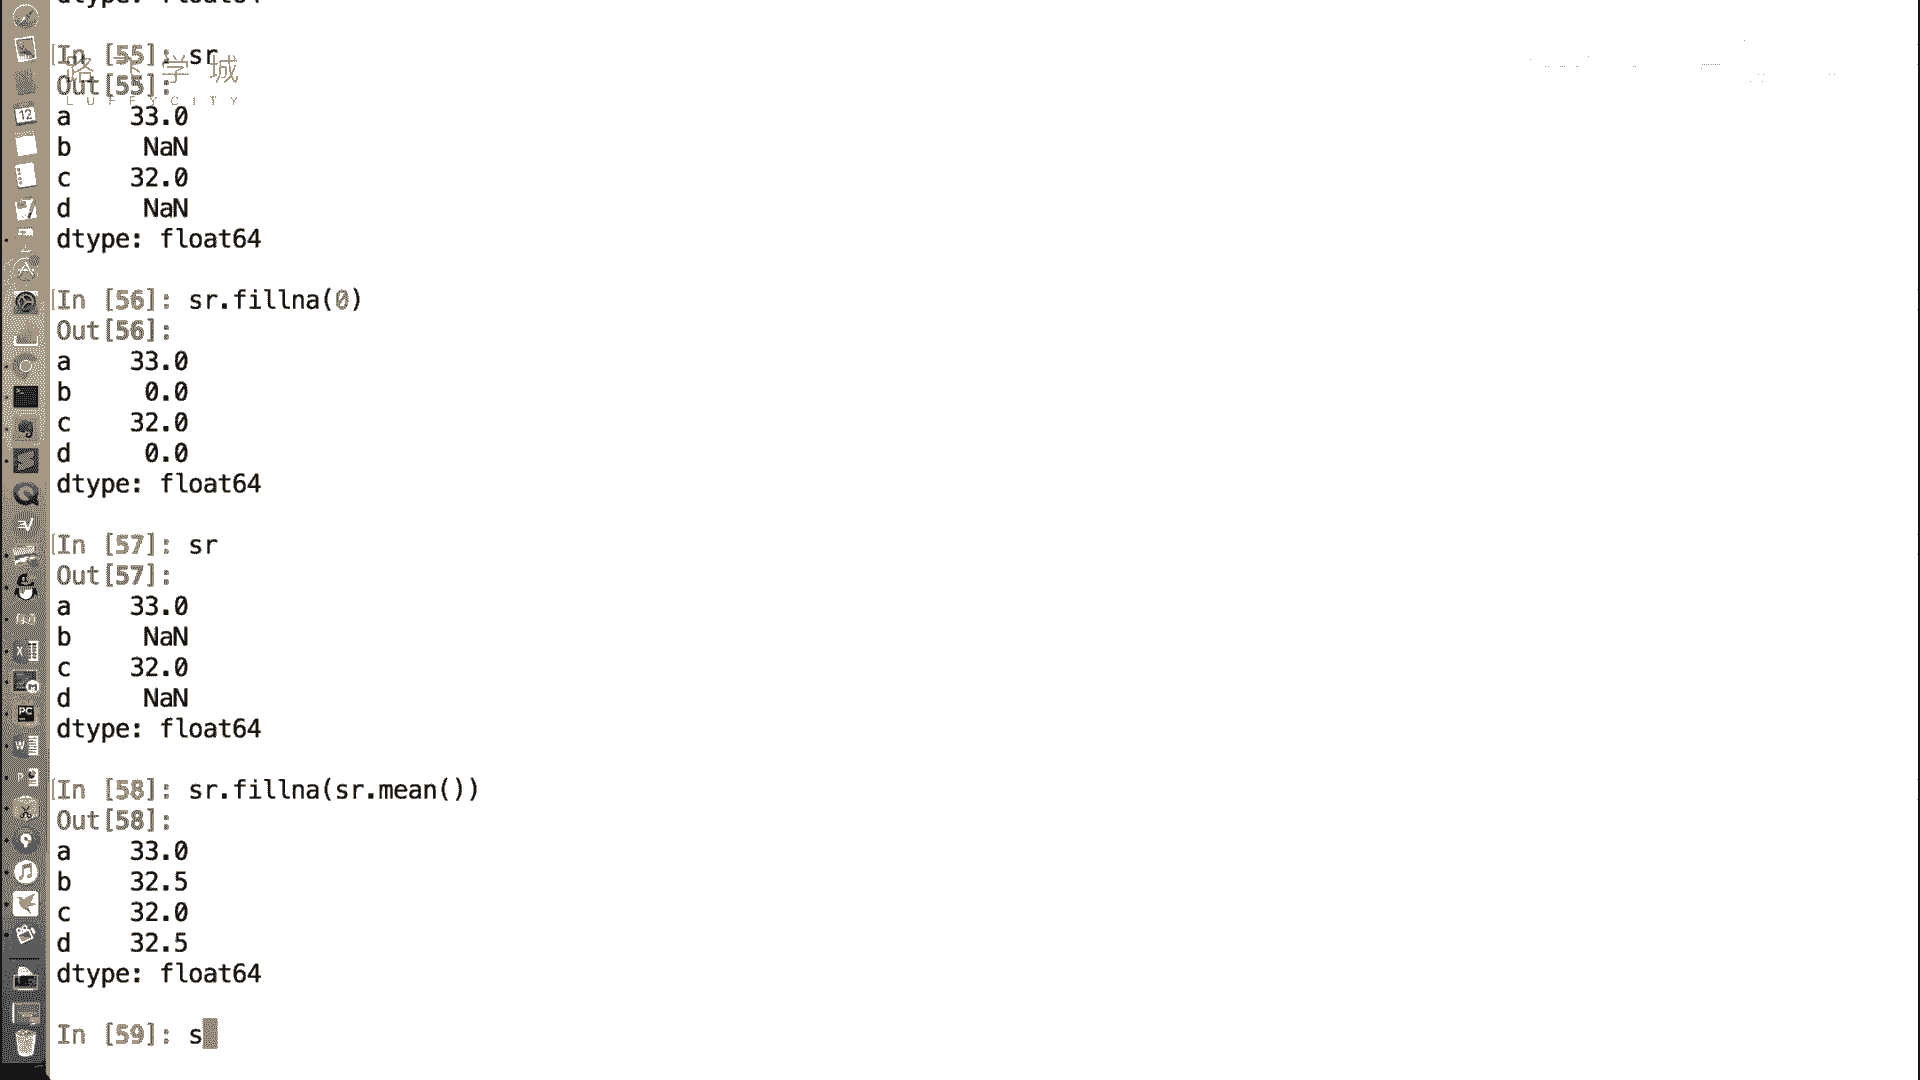 dtype: float64
In [55]: sr
路飞学城
Out[55]:
LUFFYCITY
a 33.0
b NaN
c 32.0
d NaN
dtype: float64
In [56]: sr.fillna(0)
Out[56]:
a 33.0
b 0.0
c 32.0
d 0.0
dtype: float64
In [57]: sr
Out[57]:
a 33.0
b NaN
c 32.0
d NaN
dtype: float64
In [58]: sr.fillna(sr.mean())
Out[58]:
a 33.0
b 32.5
c 32.0
d 32.5
dtype: float64
In [59]: s
12
PC